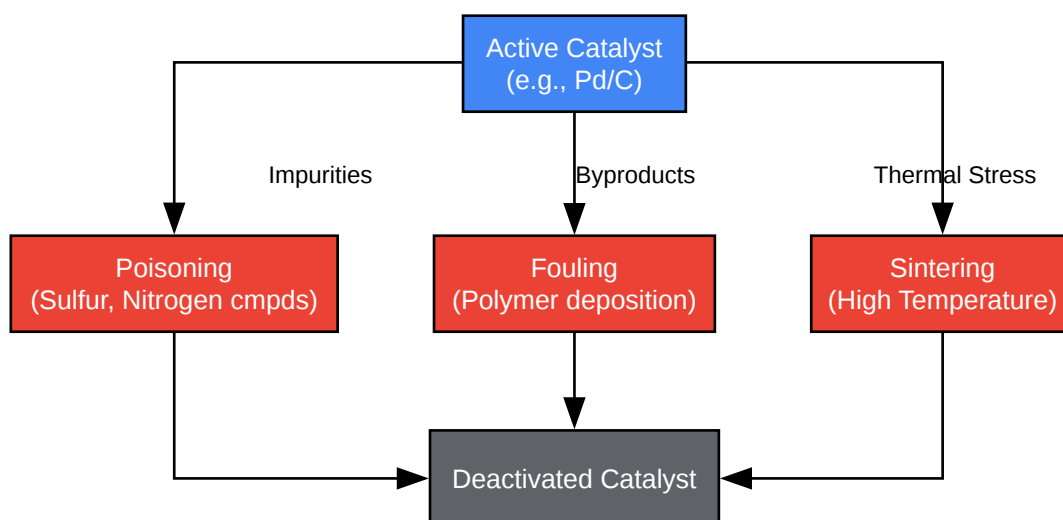 Active Catalyst
(e.g., Pd/C)
Impurities
Byproducts
Thermal Stress
Poisoning
(Sulfur, Nitrogen cmpds)
Fouling
(Polymer deposition)
Sintering
(High Temperature)
Deactivated Catalyst